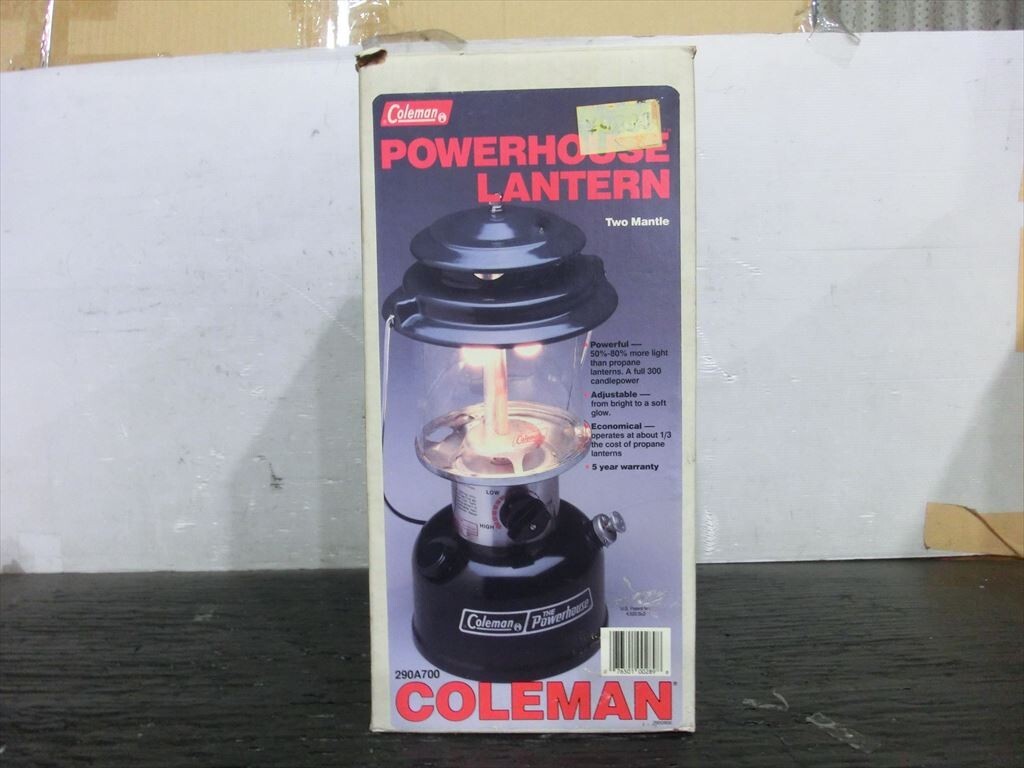 Coleman
POWERHOUSE
LANTERN
Two Mantle
Powerful —
50%-80% more light
than propane
lanterns. A full 300
candlepower
Adjustable —
from bright to a soft
glow.
Economical —
operates at about 1/3
the cost of propane
lanterns
5 year warranty
Coleman
LOW
HIGH
Coleman THE Powerhouse
290A700
COLEMAN